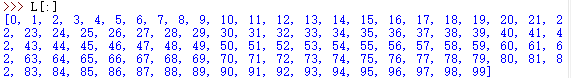 >>> L[:]
[0, 1, 2, 3, 4, 5, 6, 7, 8, 9, 10, 11, 12, 13, 14, 15, 16, 17, 18, 19, 20, 21, 2
2, 23, 24, 25, 26, 27, 28, 29, 30, 31, 32, 33, 34, 35, 36, 37, 38, 39, 40, 41, 4
2, 43, 44, 45, 46, 47, 48, 49, 50, 51, 52, 53, 54, 55, 56, 57, 58, 59, 60, 61, 6
2, 63, 64, 65, 66, 67, 68, 69, 70, 71, 72, 73, 74, 75, 76, 77, 78, 79, 80, 81, 8
2, 83, 84, 85, 86, 87, 88, 89, 90, 91, 92, 93, 94, 95, 96, 97, 98, 99]